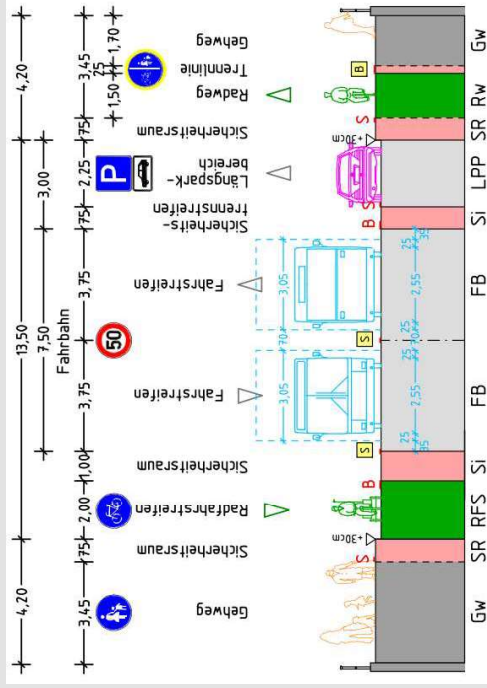 4,20 13,50 4,20
7,50 3,00
Fahrbahn
3,45 75 2,00 1,00 3,75 3,75 75 2,25 75 3,45
1,50 25 1,70
50
P
Gehweg
Sicherheitsraum
Radfahrstreifen
Sicherheitsraum
Fahrstreifen
Fahrstreifen
Sicherheits-
trennstreifen
Längspark-
bereich
Sicherheitsraum
Radweg
Trennlinie
Gehweg
3,05 70 3,05
S +30cm B S S B S +30cm S B
25 2,55 25 25 2,55 25
35 70 35
Gw SR RFS Si FB FB Si LPP SR Rw Gw